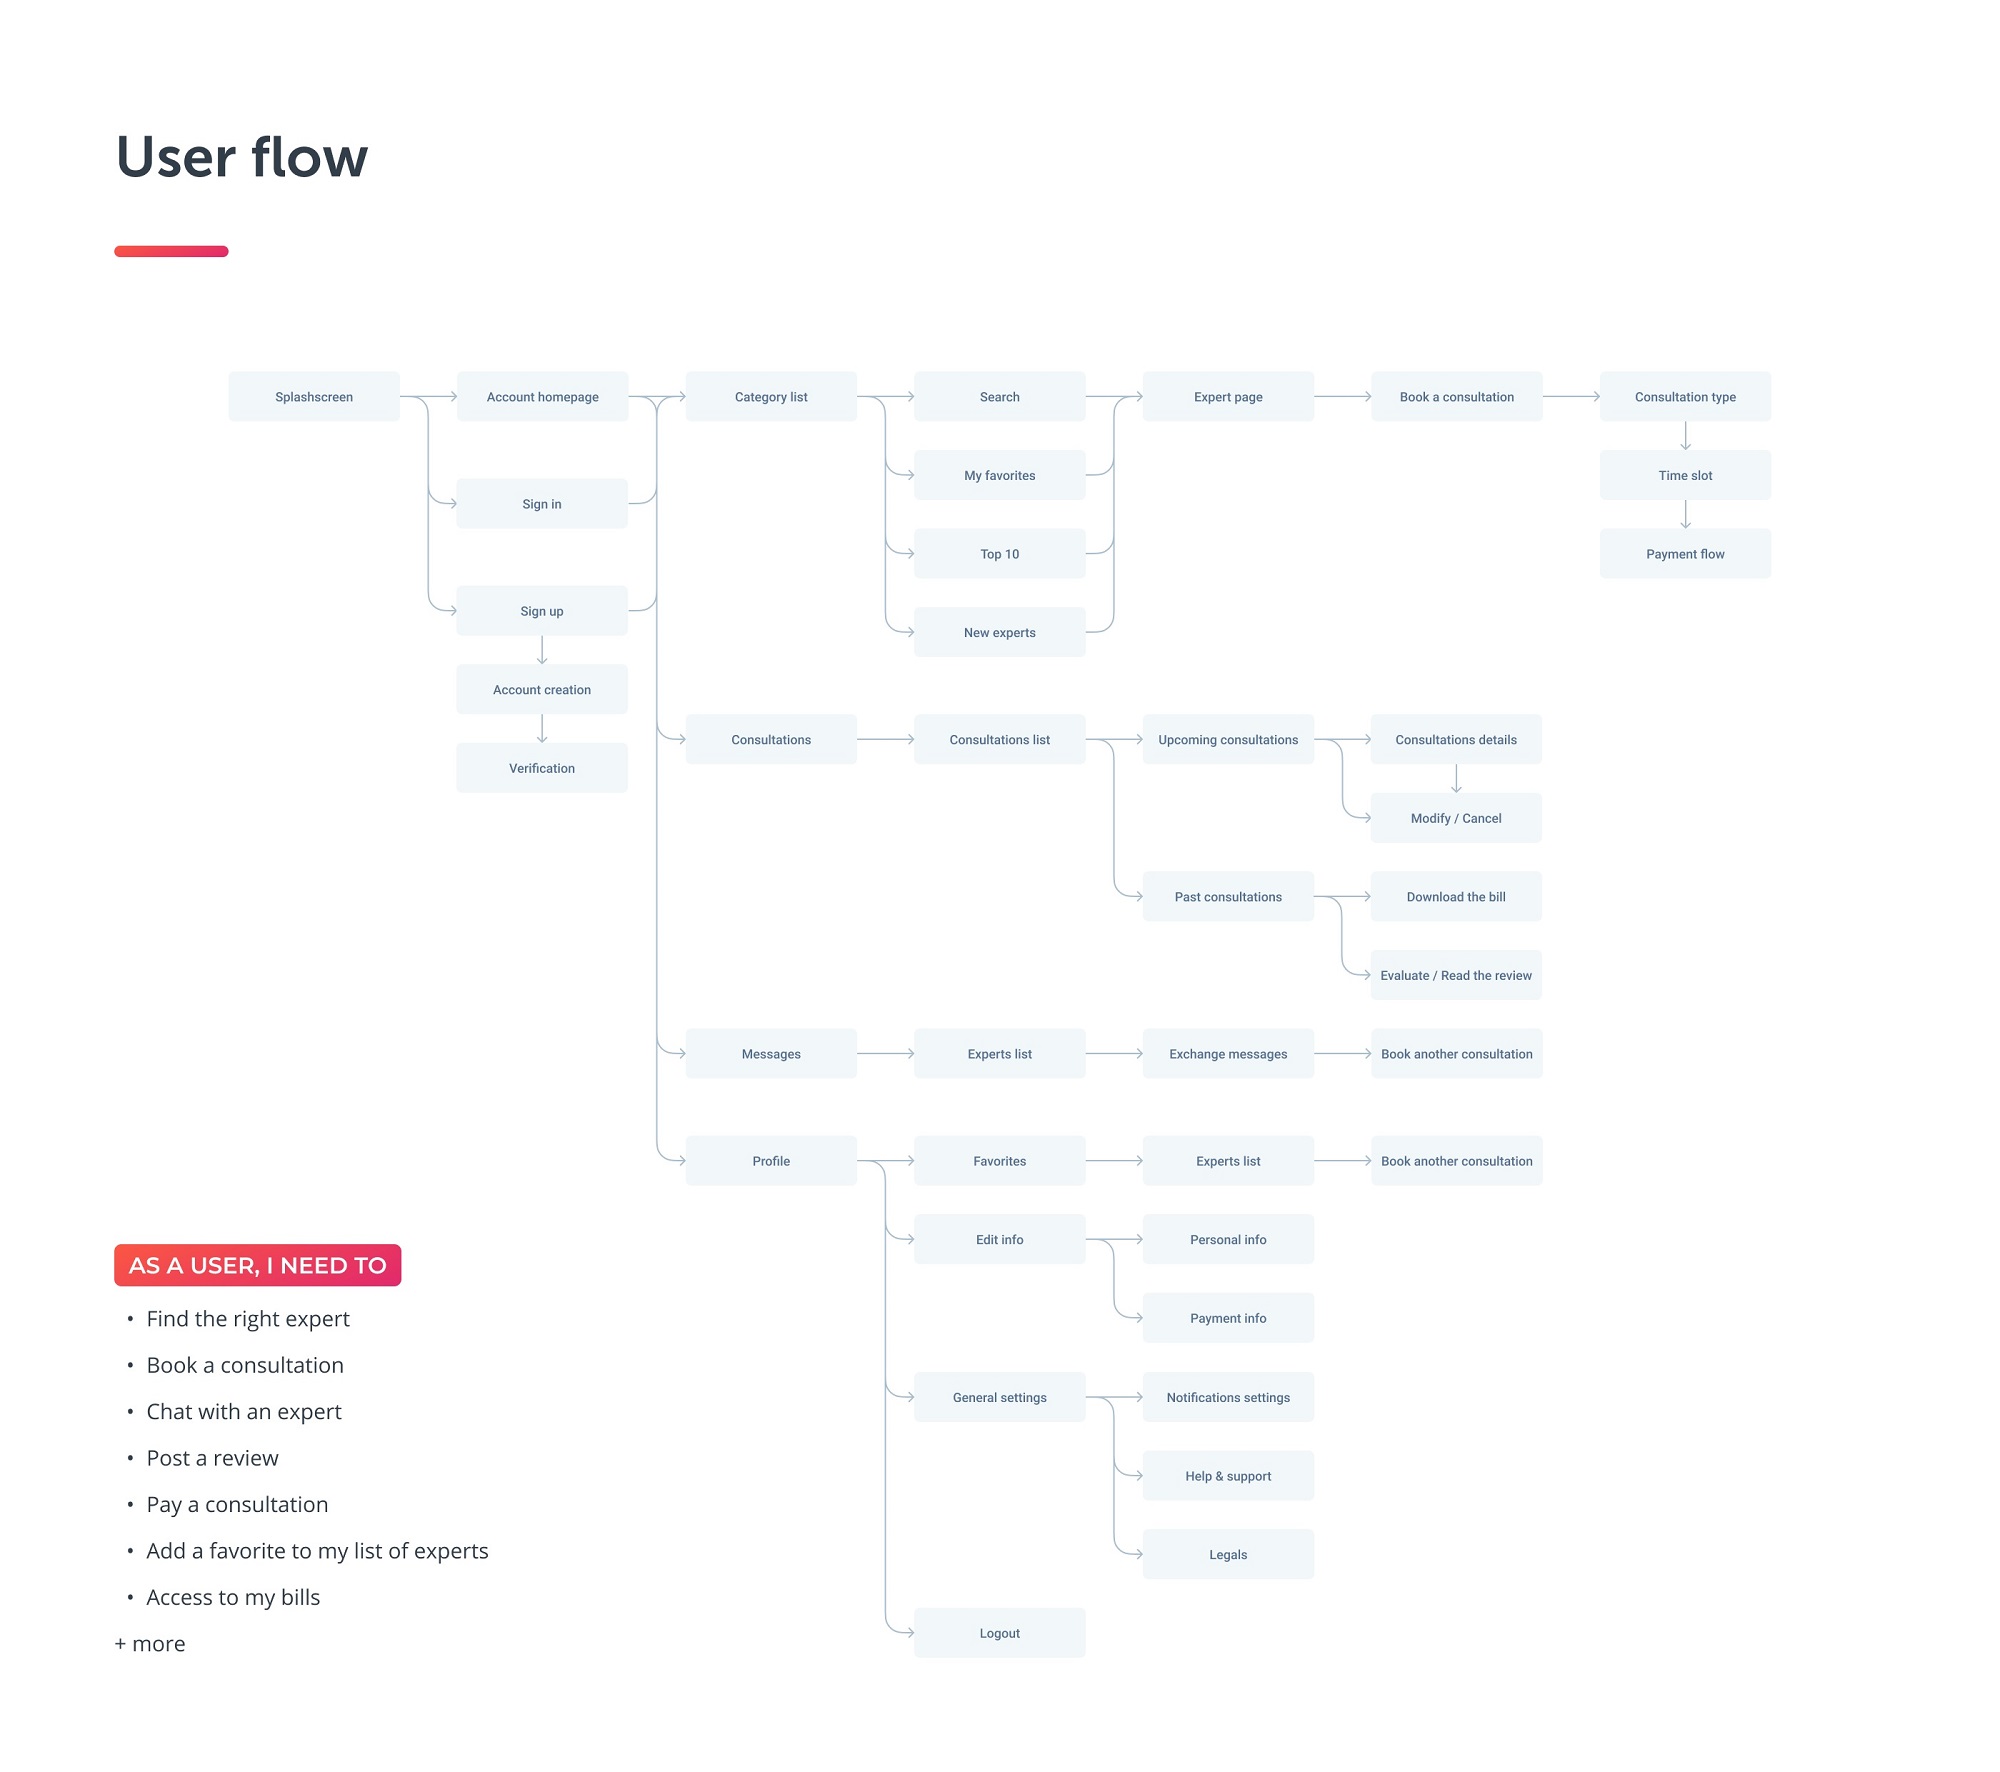 User flow
Splashscreen
Account homepage
Category list
Search
Expert page
Book a consultation
Consultation type
My favorites
Time slot
Sign in
Top 10
Payment flow
Sign up
New experts
Account creation
Consultations
Consultations list
Upcoming consultations
Consultations details
Verification
Modify / Cancel
Past consultations
Download the bill
Evaluate / Read the review
Messages
Experts list
Exchange messages
Book another consultation
Profile
Favorites
Experts list
Book another consultation
Edit info
Personal info
Payment info
General settings
Notifications settings
Help & support
Legals
Logout
AS A USER, I NEED TO
• Find the right expert
• Book a consultation
• Chat with an expert
• Post a review
• Pay a consultation
• Add a favorite to my list of experts
• Access to my bills
+ more